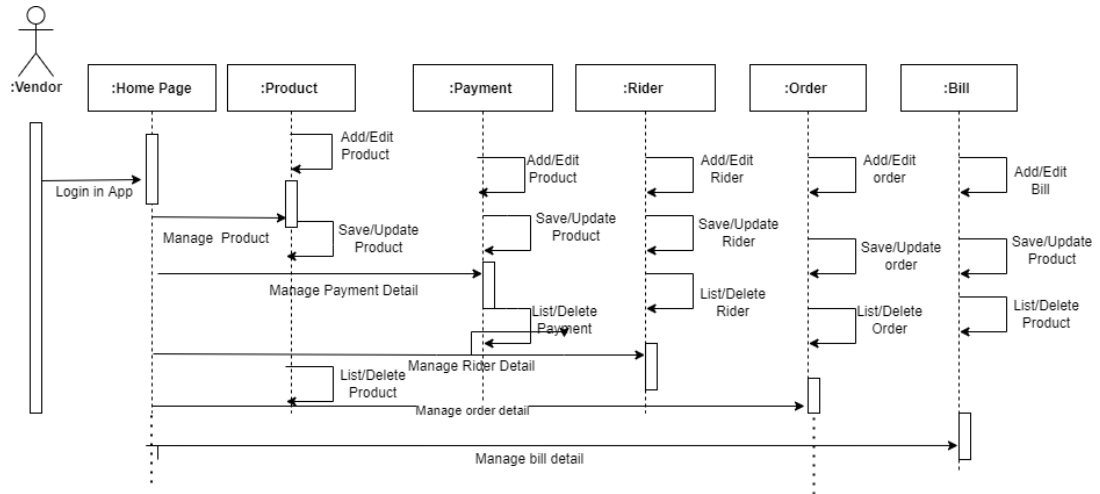 :Vendor
:Home Page
:Product
:Payment
:Rider
:Order
:Bill
Add/Edit
Product
Add/Edit
Product
Add/Edit
Rider
Add/Edit
order
Add/Edit
Bill
Login in App
Manage Product
Save/Update
Product
Save/Update
Product
Save/Update
Rider
Save/Update
order
Save/Update
Product
Manage Payment Detail
List/Delete
Payment
List/Delete
Rider
List/Delete
Order
List/Delete
Product
Manage Rider Detail
List/Delete
Product
Manage order detail
Manage bill detail